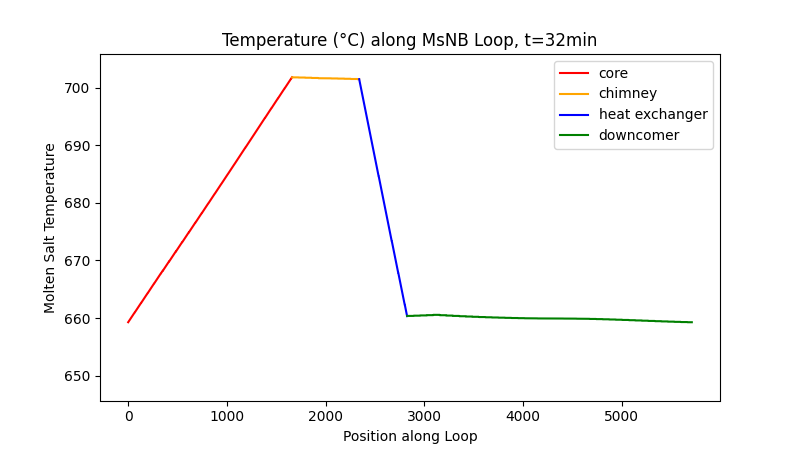 Temperature (°C) along MsNB Loop, t=32min
core
chimney
heat exchanger
downcomer
Molten Salt Temperature
700
690
680
670
660
650
0 1000 2000 3000 4000 5000
Position along Loop